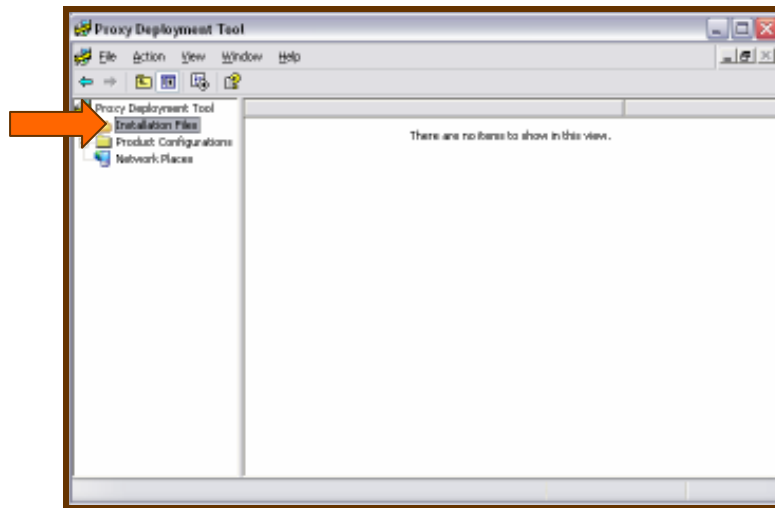 Proxy Deployment Tool
File Action View Window Help
Proxy Deployment Tool
Installation Files
Product Configurations
Network Places
There are no items to show in this view.